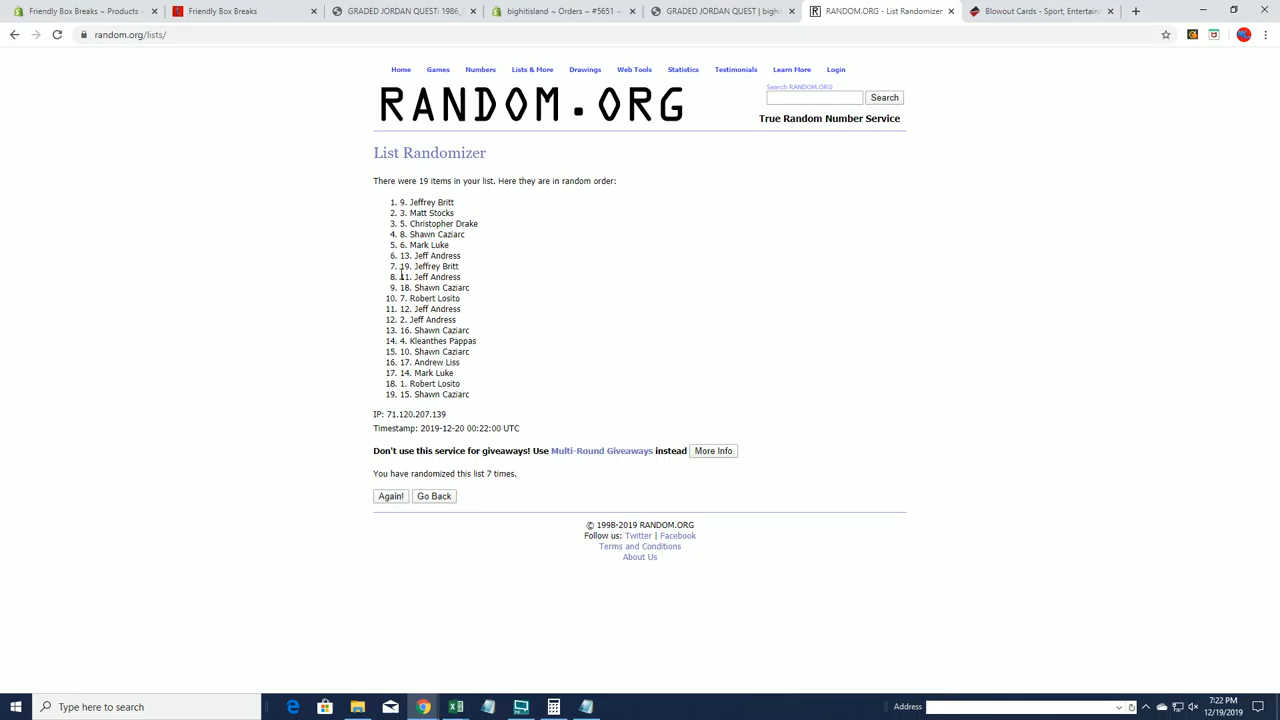 Friendly Box Breaks ~ Products ~
Friendly Box Breaks
GRADED JORDAN QUEST: 1986_
bightisland ~ Orders ~ #5651 ~
GRADED JORDAN QUEST
RANDOM.ORG - List Randomizer
Blowout Cards - Sport, Entertain
random.org/lists/
Home Games Numbers Lists & More Drawings Web Tools Statistics Testimonials Learn More Login
Search RANDOM.ORG
RANDOM.ORG
Search
True Random Number Service
List Randomizer
There were 19 items in your list. Here they are in random order:
1. 9. Jeffrey Britt
2. 3. Matt Stocks
3. 5. Christopher Drake
4. 8. Shawn Caziarc
5. 6. Mark Luke
6. 13. Jeff Andress
7. 19. Jeffrey Britt
8. 11. Jeff Andress
9. 18. Shawn Caziarc
10. 7. Robert Losito
11. 12. Jeff Andress
12. 2. Jeff Andress
13. 16. Shawn Caziarc
14. 4. Kleanthes Pappas
15. 10. Shawn Caziarc
16. 17. Andrew Liss
17. 14. Mark Luke
18. 1. Robert Losito
19. 15. Shawn Caziarc
IP: 71.120.207.139
Timestamp: 2019-12-20 00:22:00 UTC
Don't use this service for giveaways! Use Multi-Round Giveaways instead More Info
You have randomized this list 7 times.
Again! Go Back
© 1998-2019 RANDOM.ORG
Follow us: Twitter | Facebook
Terms and Conditions
About Us
Type here to search
Address
7:22 PM
12/19/2019